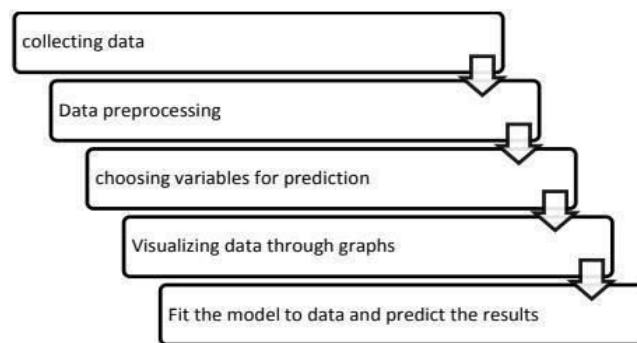 collecting data
Data preprocessing
choosing variables for prediction
Visualizing data through graphs
Fit the model to data and predict the results